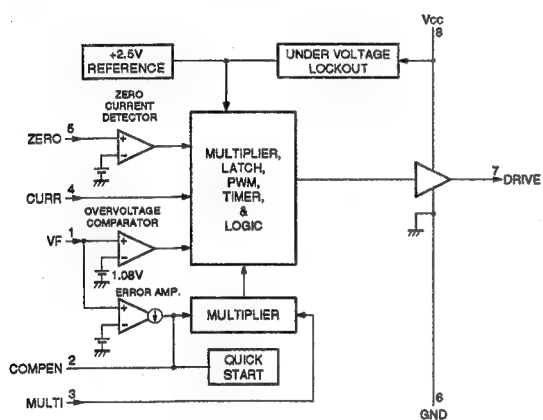 Vcc
8
+2.5V
REFERENCE
UNDER VOLTAGE
LOCKOUT
ZERO
CURRENT
DETECTOR
5
ZERO
+
−
MULTIPLIER,
LATCH,
PWM,
TIMER,
&
LOGIC
7
DRIVE
4
CURR
OVERVOLTAGE
COMPARATOR
1
VF
+
−
1.08V
ERROR AMP.
+
−
MULTIPLIER
COMPEN
2
QUICK
START
MULTI
3
6
GND